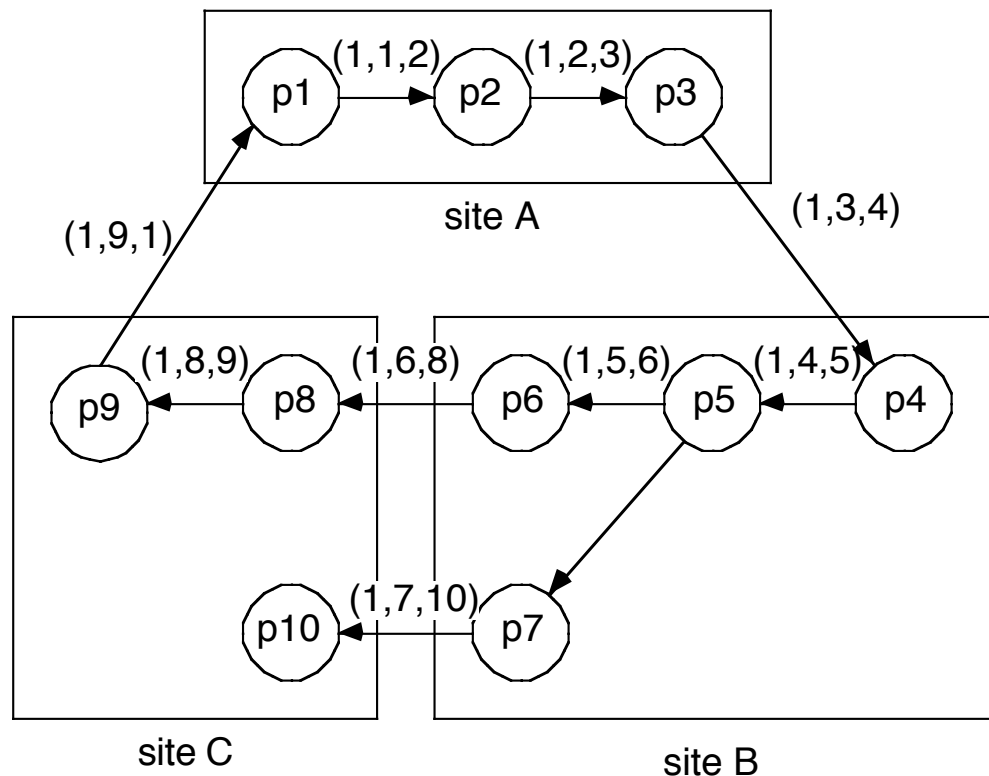 (1,1,2) (1,2,3)
p1 p2 p3
site A
(1,9,1) (1,3,4)
(1,8,9) (1,6,8) (1,5,6) (1,4,5)
p9 p8 p6 p5 p4
(1,7,10)
p10 p7
site C site B